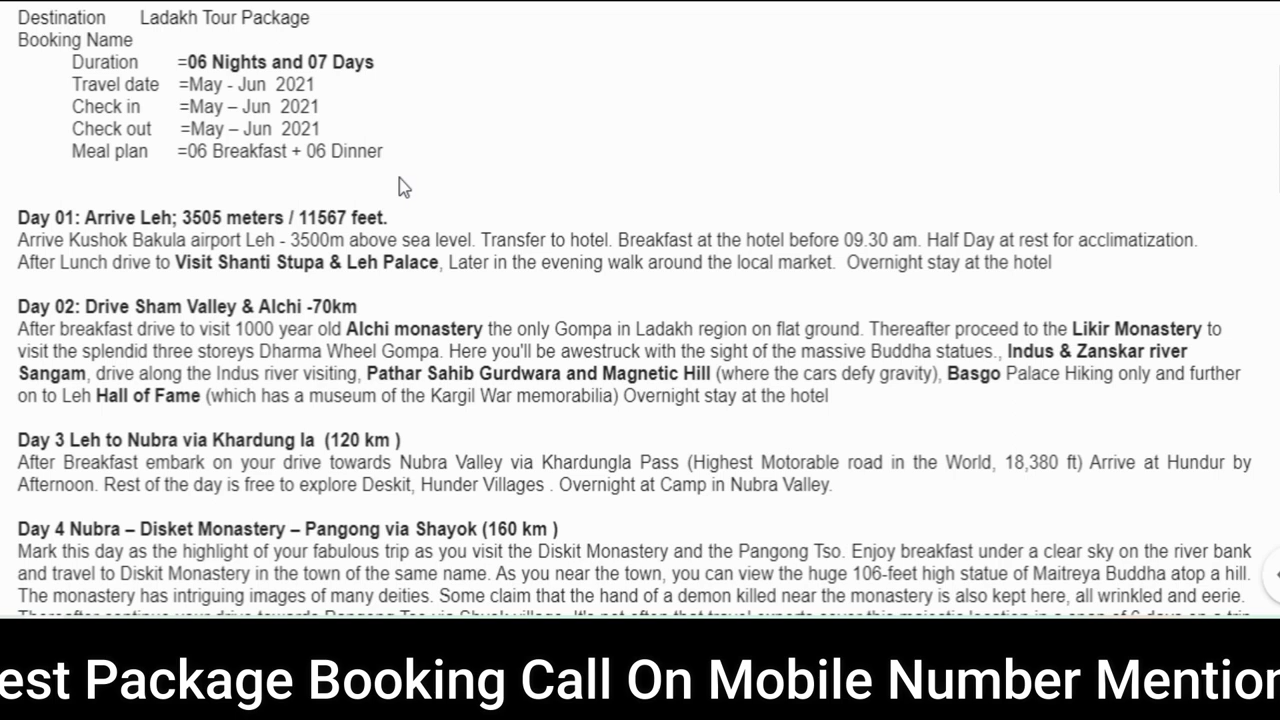 Destination Ladakh Tour Package
Booking Name
Duration =06 Nights and 07 Days
Travel date =May - Jun 2021
Check in =May – Jun 2021
Check out =May – Jun 2021
Meal plan =06 Breakfast + 06 Dinner
Day 01: Arrive Leh; 3505 meters / 11567 feet.
Arrive Kushok Bakula airport Leh - 3500m above sea level. Transfer to hotel. Breakfast at the hotel before 09.30 am. Half Day at rest for acclimatization.
After Lunch drive to Visit Shanti Stupa & Leh Palace, Later in the evening walk around the local market. Overnight stay at the hotel
Day 02: Drive Sham Valley & Alchi -70km
After breakfast drive to visit 1000 year old Alchi monastery the only Gompa in Ladakh region on flat ground. Thereafter proceed to the Likir Monastery to
visit the splendid three storeys Dharma Wheel Gompa. Here you'll be awestruck with the sight of the massive Buddha statues., Indus & Zanskar river
Sangam, drive along the Indus river visiting, Pathar Sahib Gurdwara and Magnetic Hill (where the cars defy gravity), Basgo Palace Hiking only and further
on to Leh Hall of Fame (which has a museum of the Kargil War memorabilia) Overnight stay at the hotel
Day 3 Leh to Nubra via Khardung la (120 km )
After Breakfast embark on your drive towards Nubra Valley via Khardungla Pass (Highest Motorable road in the World, 18,380 ft) Arrive at Hundur by
Afternoon. Rest of the day is free to explore Deskit, Hunder Villages . Overnight at Camp in Nubra Valley.
Day 4 Nubra – Disket Monastery – Pangong via Shayok (160 km )
Mark this day as the highlight of your fabulous trip as you visit the Diskit Monastery and the Pangong Tso. Enjoy breakfast under a clear sky on the river bank
and travel to Diskit Monastery in the town of the same name. As you near the town, you can view the huge 106-feet high statue of Maitreya Buddha atop a hill.
The monastery has intriguing images of many deities. Some claim that the hand of a demon killed near the monastery is also kept here, all wrinkled and eerie.
est Package Booking Call On Mobile Number Mention